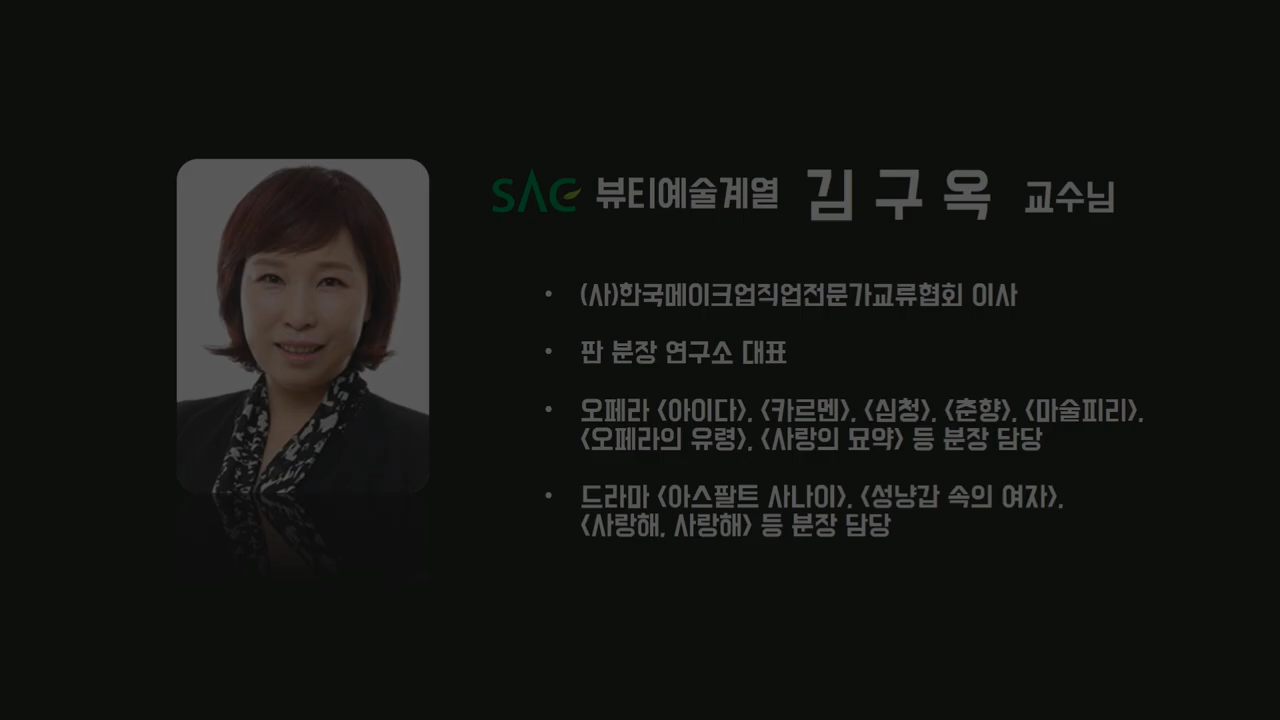 SAC 뷰티예술계열 김구옥 교수님
• (사)한국메이크업직업전문가교류협회 이사
• 판 분장 연구소 대표
• 오페라 <아이다>, <카르멘>, <심청>, <춘향>, <마술피리>,
<오페라의 유령>, <사랑의 묘약> 등 분장 담당
• 드라마 <아스팔트 사나이>, <성냥갑 속의 여자>,
<사랑해, 사랑해> 등 분장 담당